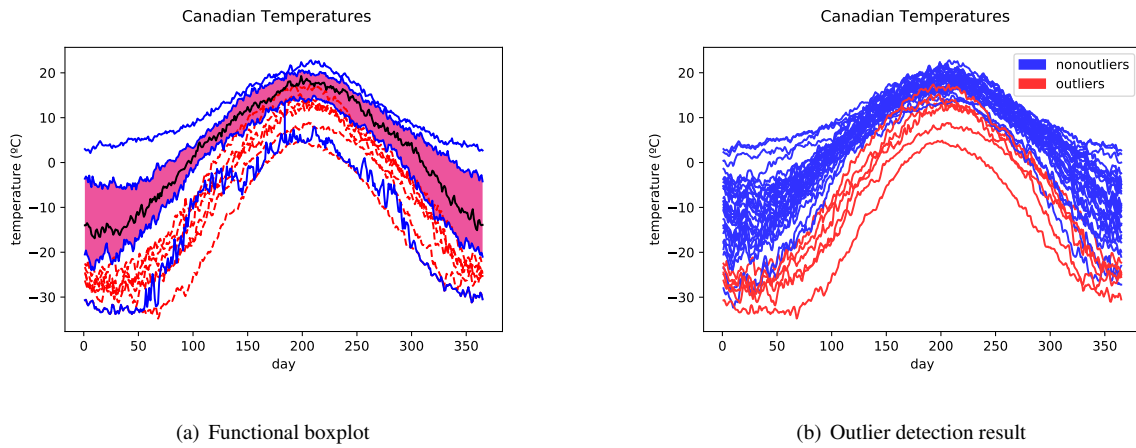 Canadian Temperatures
20
10
0
−10
−20
−30
temperature (ºC)
0 50 100 150 200 250 300 350
day
(a) Functional boxplot
Canadian Temperatures
nonoutliers
outliers
20
10
0
−10
−20
−30
temperature (ºC)
0 50 100 150 200 250 300 350
day
(b) Outlier detection result